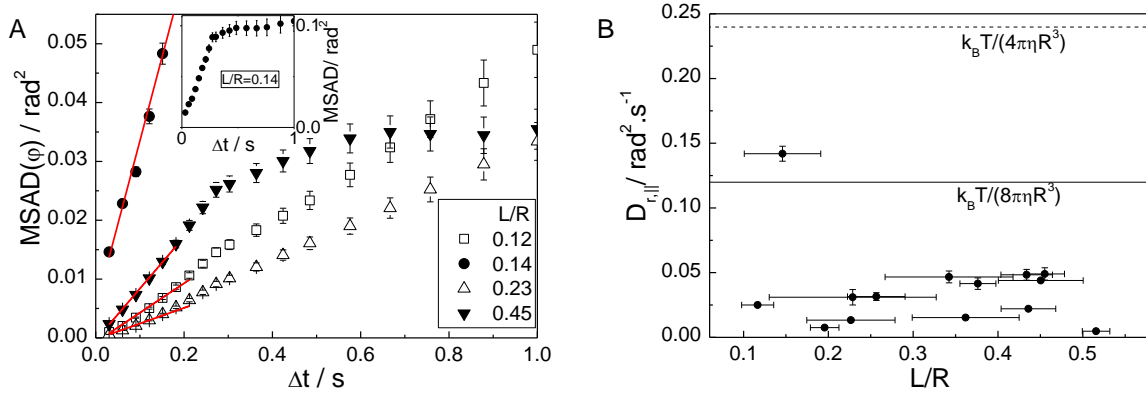 A
MSAD(φ) / rad²
0.05
0.04
0.03
0.02
0.01
0.00
0.0 0.2 0.4 0.6 0.8 1.0
Δt / s
0.1
0.0
MSAD/ rad²
L/R=0.14
0 1
Δt / s
L/R
0.12
0.14
0.23
0.45
B
D_{r,||}/ rad².s⁻¹
0.25
0.20
0.15
0.10
0.05
0.00
k_BT/(4πηR³)
k_BT/(8πηR³)
0.1 0.2 0.3 0.4 0.5
L/R